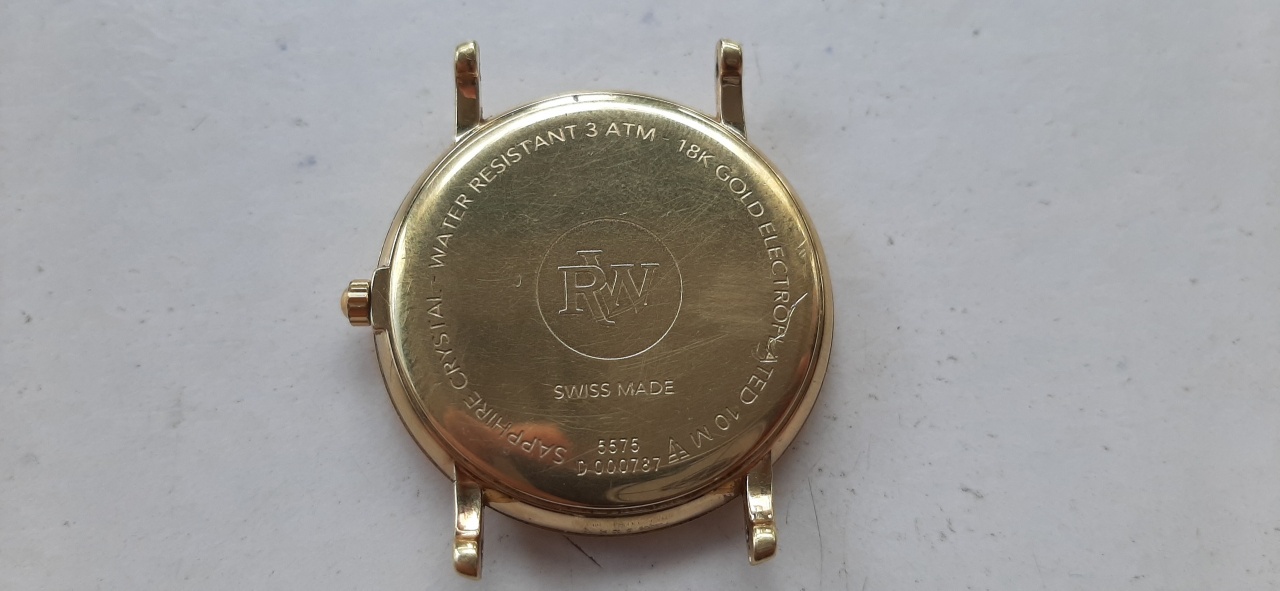 SAPPHIRE CRYSTAL - WATER RESISTANT 3 ATM - 18K GOLD ELECTROPLATED 10 M
RW
SWISS MADE
5575
D 000787